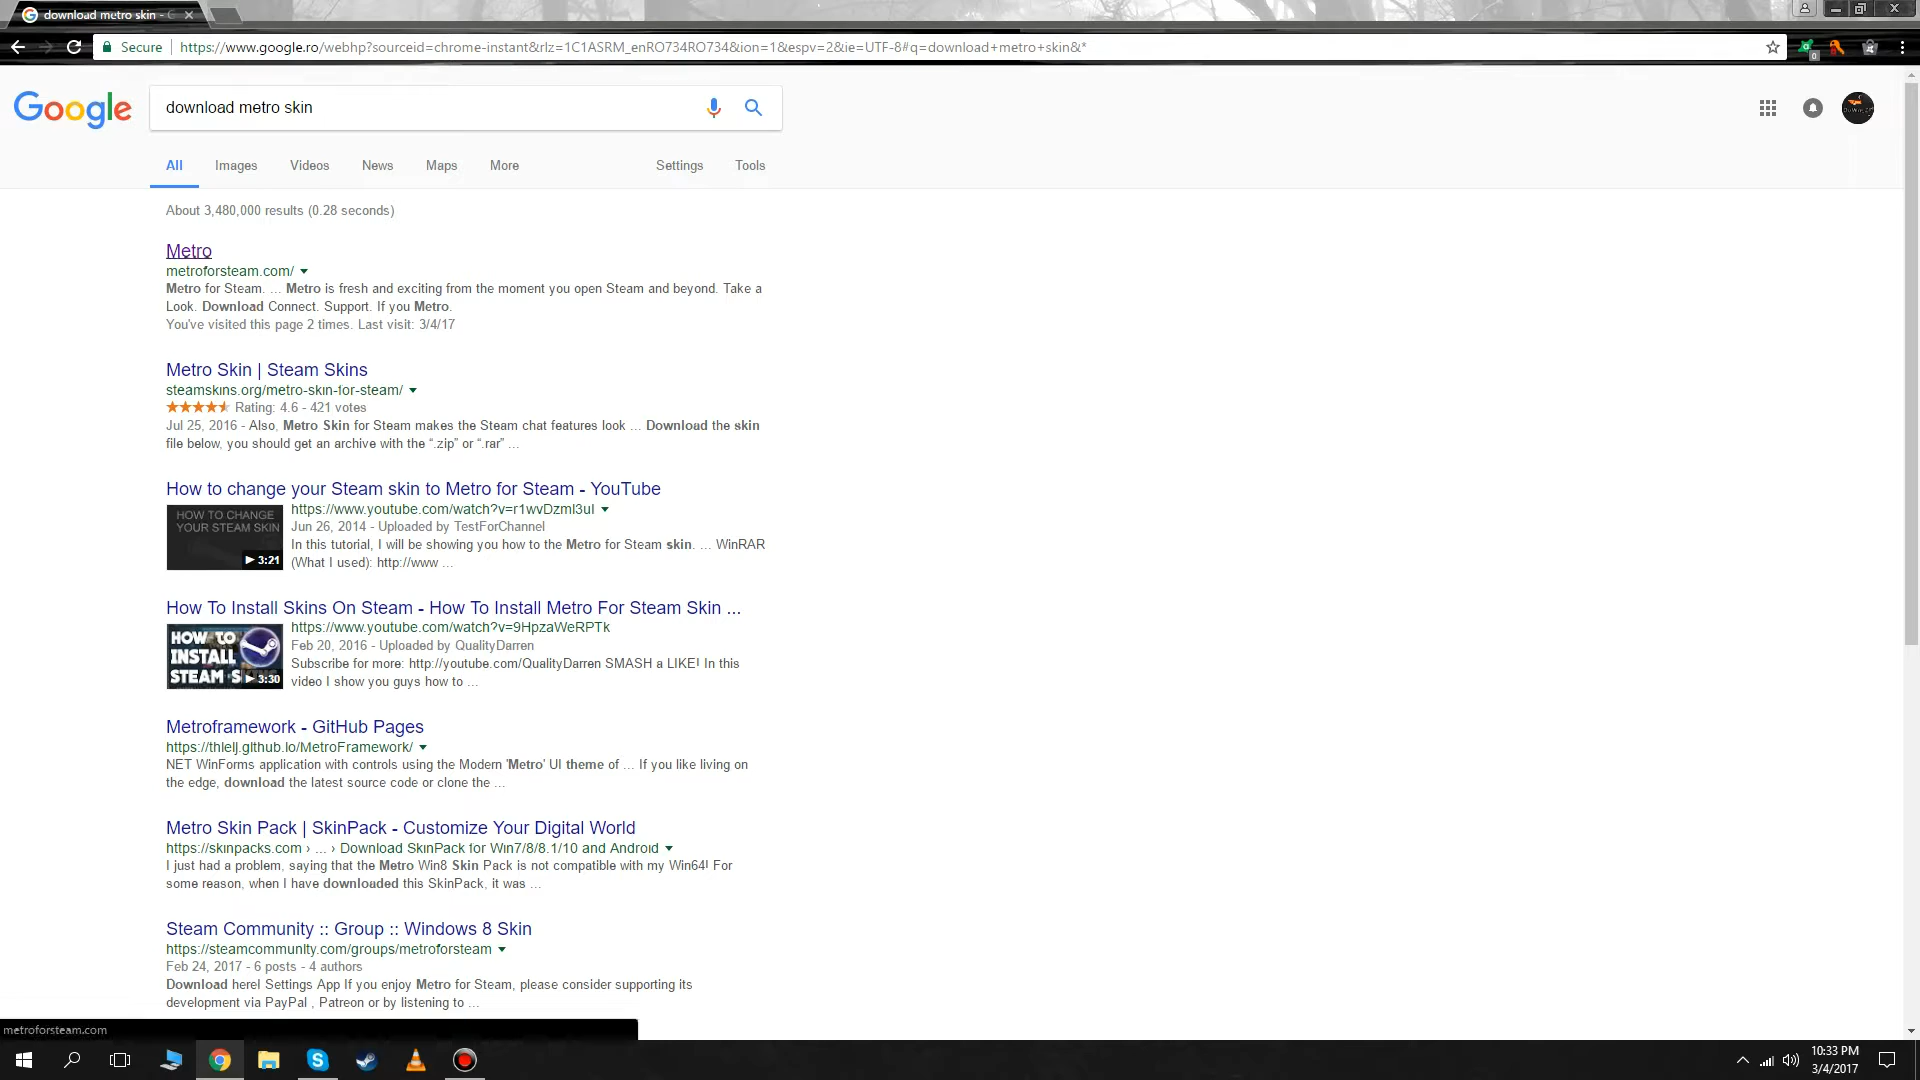 download metro skin - G
Secure https://www.google.ro/webhp?sourceid=chrome-instant&rlz=1C1ASRM_enRO734RO734&ion=1&espv=2&ie=UTF-8#q=download+metro+skin&*
0
Google download metro skin
All Images Videos News Maps More Settings Tools
About 3,480,000 results (0.28 seconds)
Metro
metroforsteam.com/
Metro for Steam. ... Metro is fresh and exciting from the moment you open Steam and beyond. Take a
Look. Download Connect. Support. If you Metro.
You've visited this page 2 times. Last visit: 3/4/17
Metro Skin | Steam Skins
steamskins.org/metro-skin-for-steam/
Rating: 4.6 - 421 votes
Jul 25, 2016 - Also, Metro Skin for Steam makes the Steam chat features look ... Download the skin
file below, you should get an archive with the “.zip” or “.rar” ...
How to change your Steam skin to Metro for Steam - YouTube
HOW TO CHANGE
YOUR STEAM SKIN
3:21
https://www.youtube.com/watch?v=r1wvDzml3uI
Jun 26, 2014 - Uploaded by TestForChannel
In this tutorial, I will be showing you how to the Metro for Steam skin. ... WinRAR
(What I used): http://www ...
How To Install Skins On Steam - How To Install Metro For Steam Skin ...
HOW TO
INSTALL
STEAM S
3:30
https://www.youtube.com/watch?v=9HpzaWeRPTk
Feb 20, 2016 - Uploaded by QualityDarren
Subscribe for more: http://youtube.com/QualityDarren SMASH a LIKE! In this
video I show you guys how to ...
Metroframework - GitHub Pages
https://thielj.github.io/MetroFramework/
NET WinForms application with controls using the Modern 'Metro' UI theme of ... If you like living on
the edge, download the latest source code or clone the ...
Metro Skin Pack | SkinPack - Customize Your Digital World
https://skinpacks.com › ... › Download SkinPack for Win7/8/8.1/10 and Android
I just had a problem, saying that the Metro Win8 Skin Pack is not compatible with my Win64! For
some reason, when I have downloaded this SkinPack, it was ...
Steam Community :: Group :: Windows 8 Skin
https://steamcommunity.com/groups/metroforsteam
Feb 24, 2017 - 6 posts - 4 authors
Download here! Settings App If you enjoy Metro for Steam, please consider supporting its
development via PayPal , Patreon or by listening to ...
metroforsteam.com
10:33 PM
3/4/2017